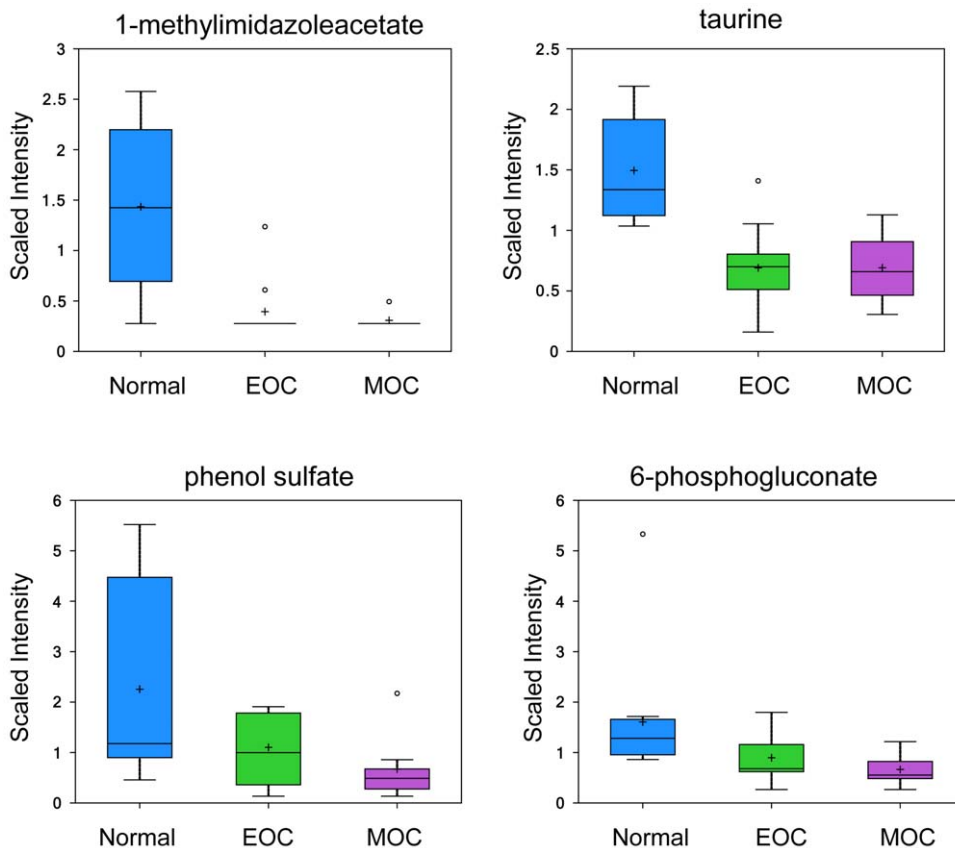 1-methylimidazoleacetate
Scaled Intensity
3
2.5
2
1.5
1
0.5
0
Normal EOC MOC
taurine
Scaled Intensity
2.5
2
1.5
1
0.5
0
Normal EOC MOC
phenol sulfate
Scaled Intensity
6
5
4
3
2
1
0
Normal EOC MOC
6-phosphogluconate
Scaled Intensity
6
5
4
3
2
1
0
Normal EOC MOC